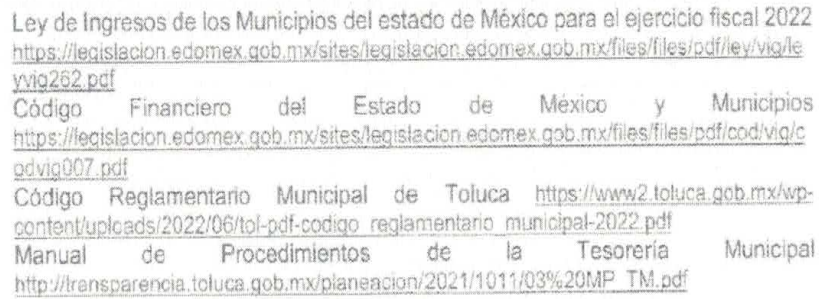 Ley de Ingresos de los Municipios del estado de México para el ejercicio fiscal 2022
https://legislacion.edomex.gob.mx/sites/legislacion.edomex.gob.mx/files/files/pdf/ley/vig/le
yvig262.pdf
Código Financiero del Estado de México y Municipios
https://legislacion.edomex.gob.mx/sites/legislacion.edomex.gob.mx/files/files/pdf/cod/vig/c
odvig007.pdf
Código Reglamentario Municipal de Toluca https://www2.toluca.gob.mx/wp-
content/uploads/2022/06/tol-pdf-codigo_reglamentario_municipal-2022.pdf
Manual de Procedimientos de la Tesorería Municipal
http://transparencia.toluca.gob.mx/planeacion/2021/1011/03%20MP_TM.pdf